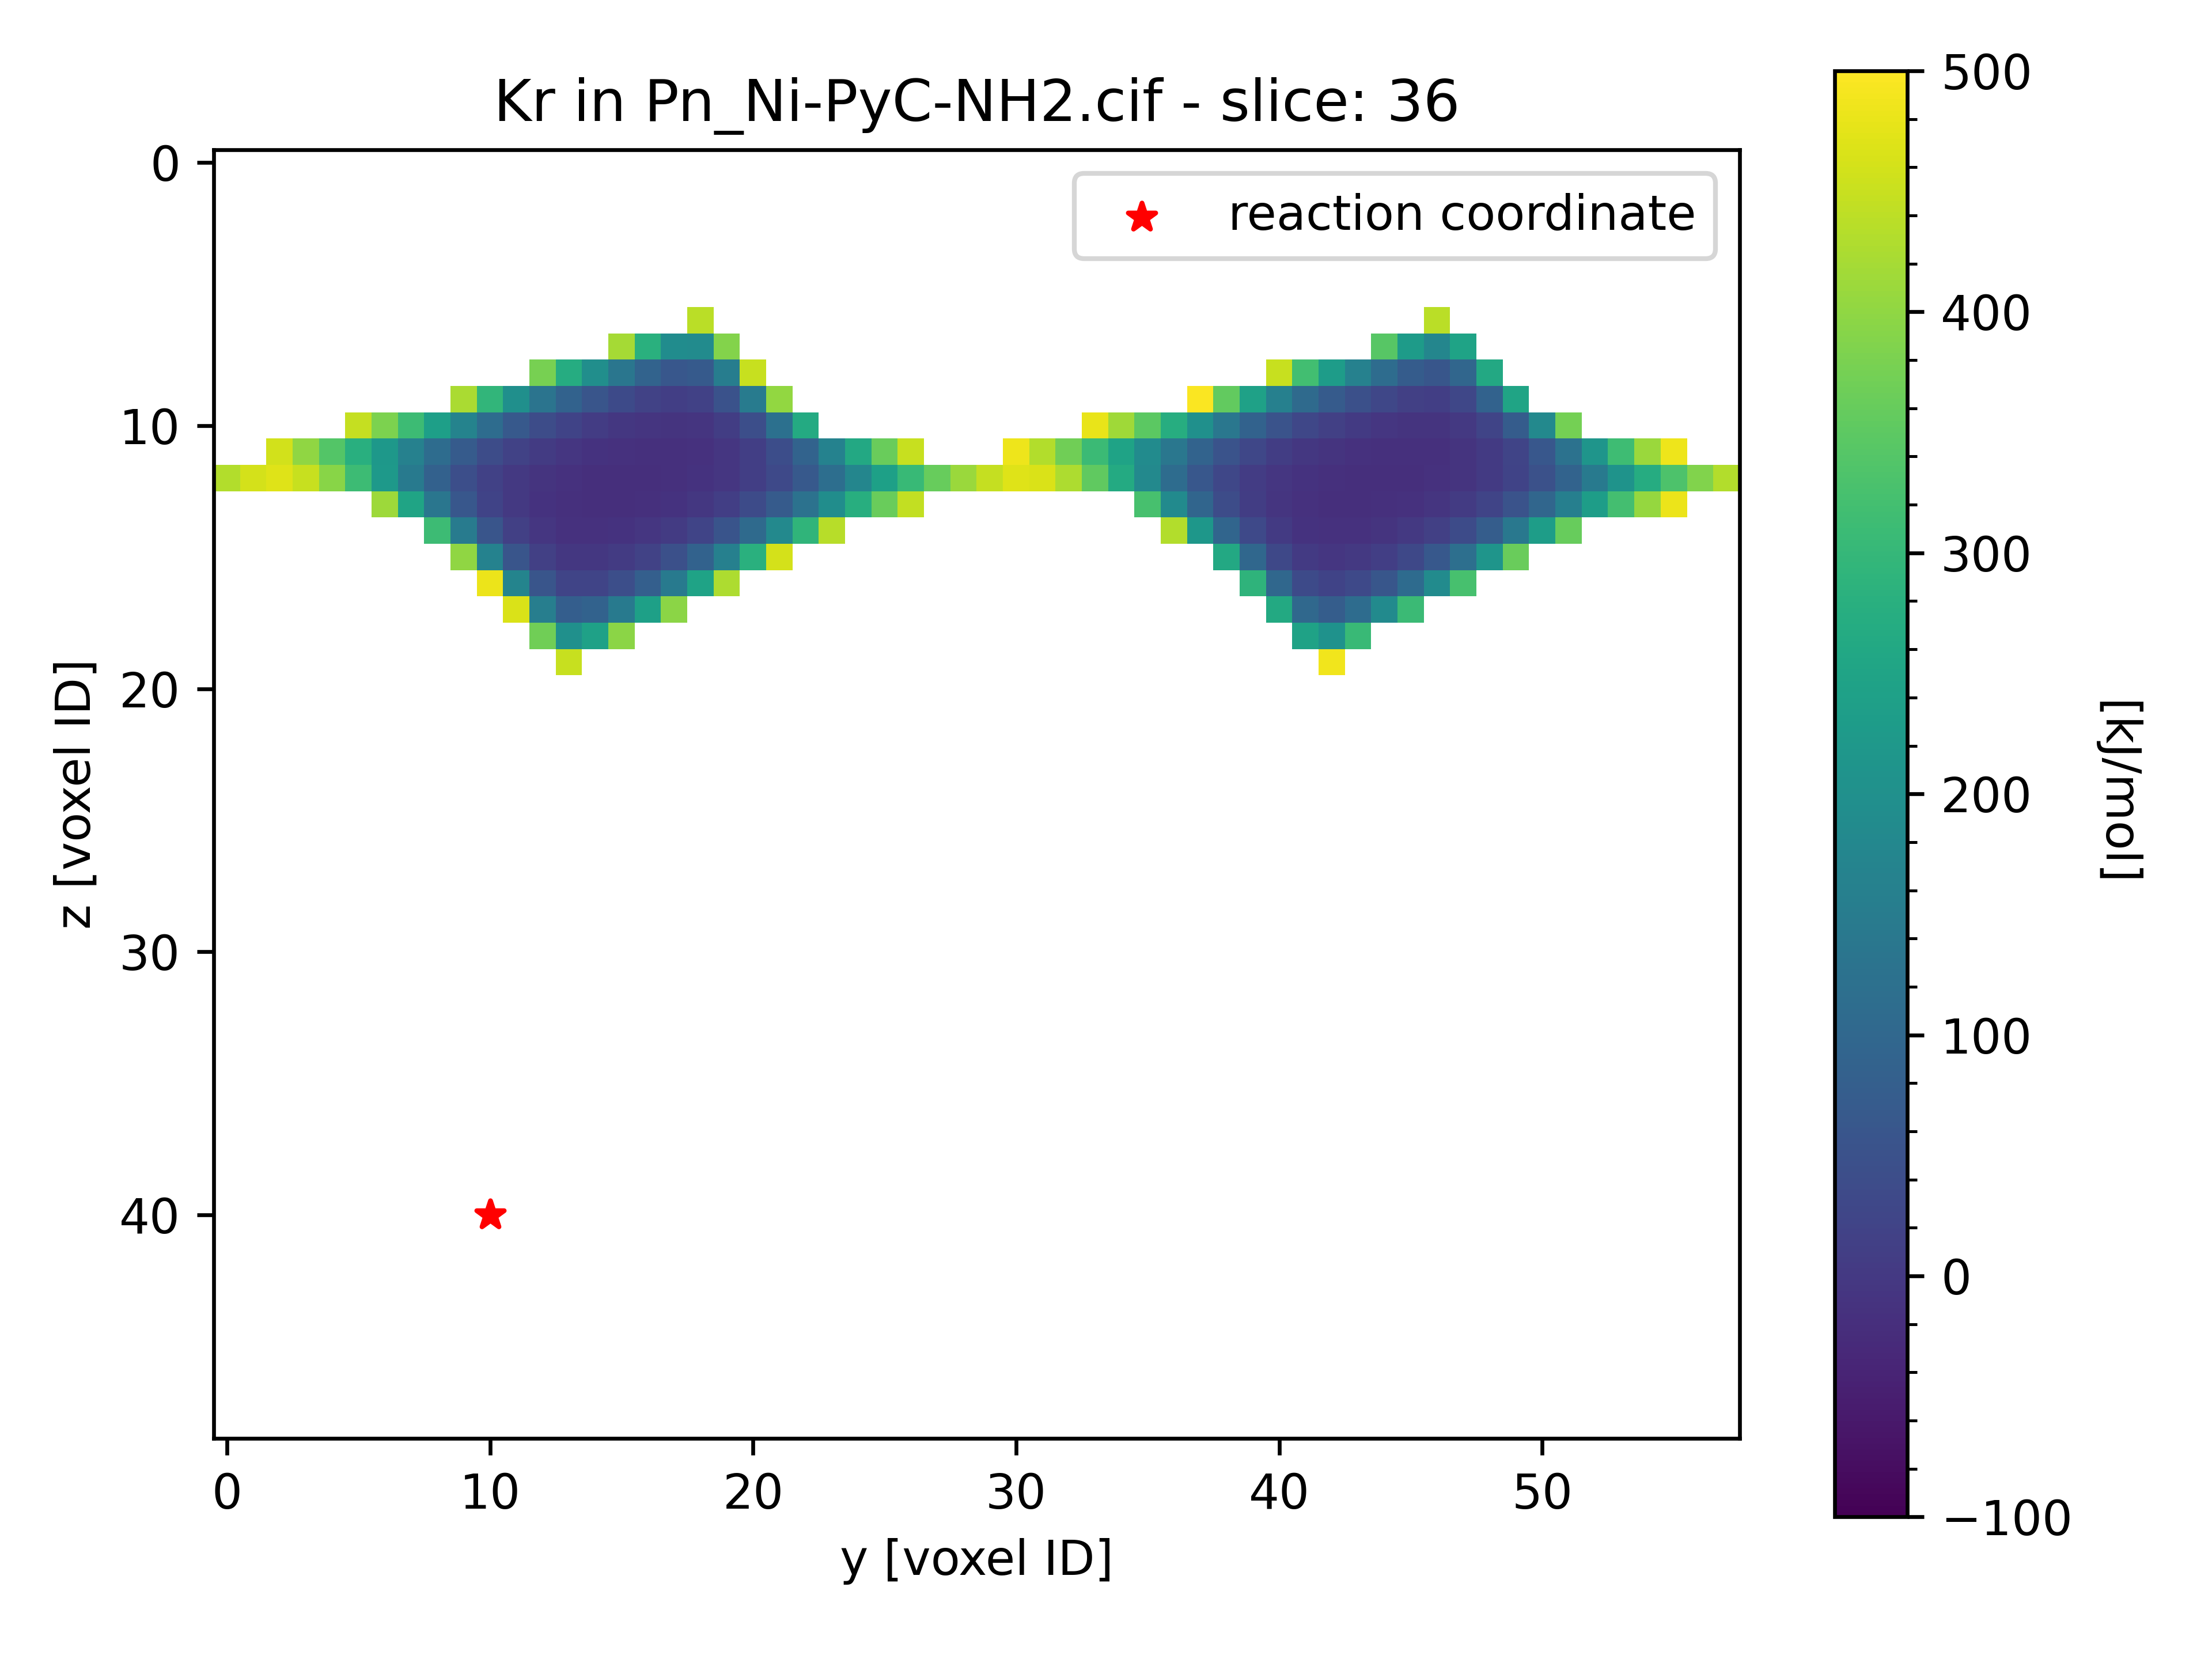 Kr in Pn_Ni-PyC-NH2.cif - slice: 36
reaction coordinate
0
10
20
30
40
z [voxel ID]
0 10 20 30 40 50
y [voxel ID]
500
400
300
200
100
0
−100
[kJ/mol]